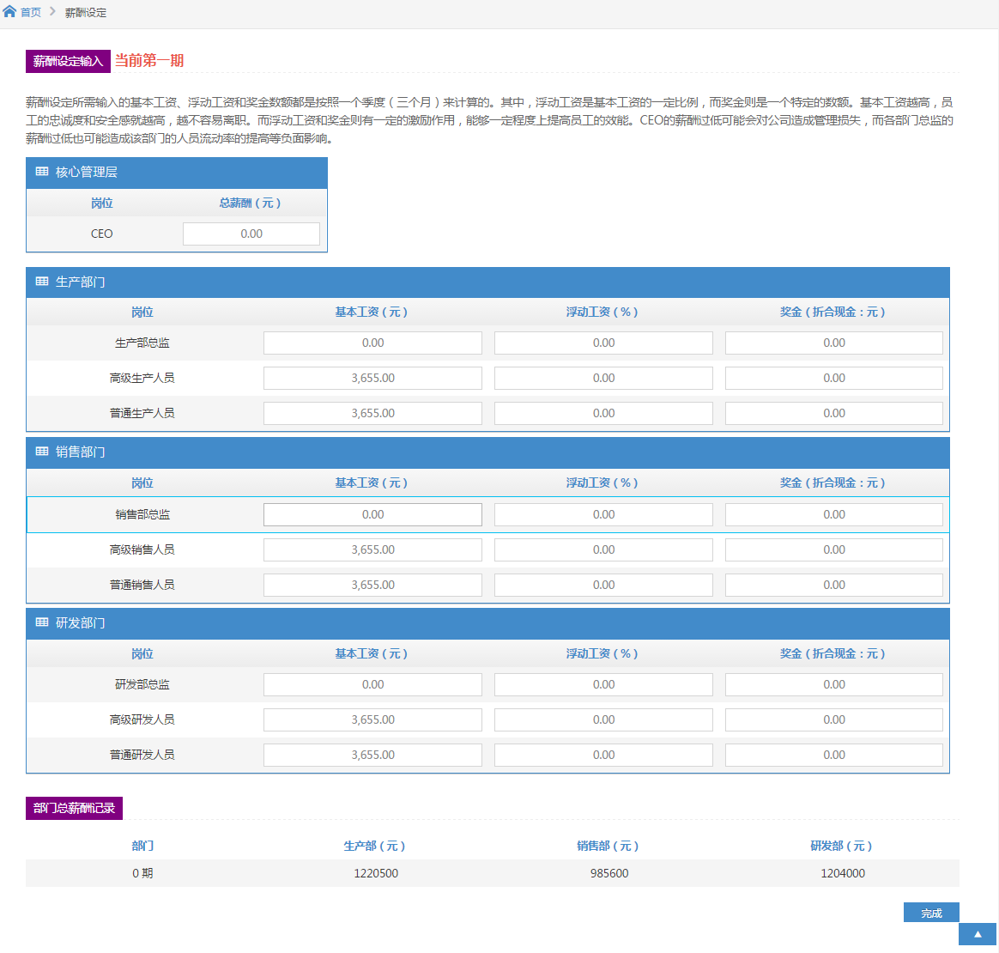 首页 > 薪酬设定
薪酬设定输入 当前第一期
薪酬设定所需输入的基本工资、浮动工资和奖金数额都是按照一个季度（三个月）来计算的。其中，浮动工资是基本工资的一定比例，而奖金则是一个特定的数额。基本工资越高，员
工的忠诚度和安全感就越高，越不容易离职。而浮动工资和奖金则有一定的激励作用，能够一定程度上提高员工的效能。CEO的薪酬过低可能会对公司造成管理损失，而各部门总监的
薪酬过低也可能造成该部门的人员流动率的提高等负面影响。
核心管理层
岗位 总薪酬（元）
CEO 0.00
生产部门
岗位 基本工资（元） 浮动工资（%） 奖金（折合现金：元）
生产部总监 0.00 0.00 0.00
高级生产人员 3,655.00 0.00 0.00
普通生产人员 3,655.00 0.00 0.00
销售部门
岗位 基本工资（元） 浮动工资（%） 奖金（折合现金：元）
销售部总监 0.00 0.00 0.00
高级销售人员 3,655.00 0.00 0.00
普通销售人员 3,655.00 0.00 0.00
研发部门
岗位 基本工资（元） 浮动工资（%） 奖金（折合现金：元）
研发部总监 0.00 0.00 0.00
高级研发人员 3,655.00 0.00 0.00
普通研发人员 3,655.00 0.00 0.00
部门总薪酬记录
部门 生产部（元） 销售部（元） 研发部（元）
0 期 1220500 985600 1204000
完成